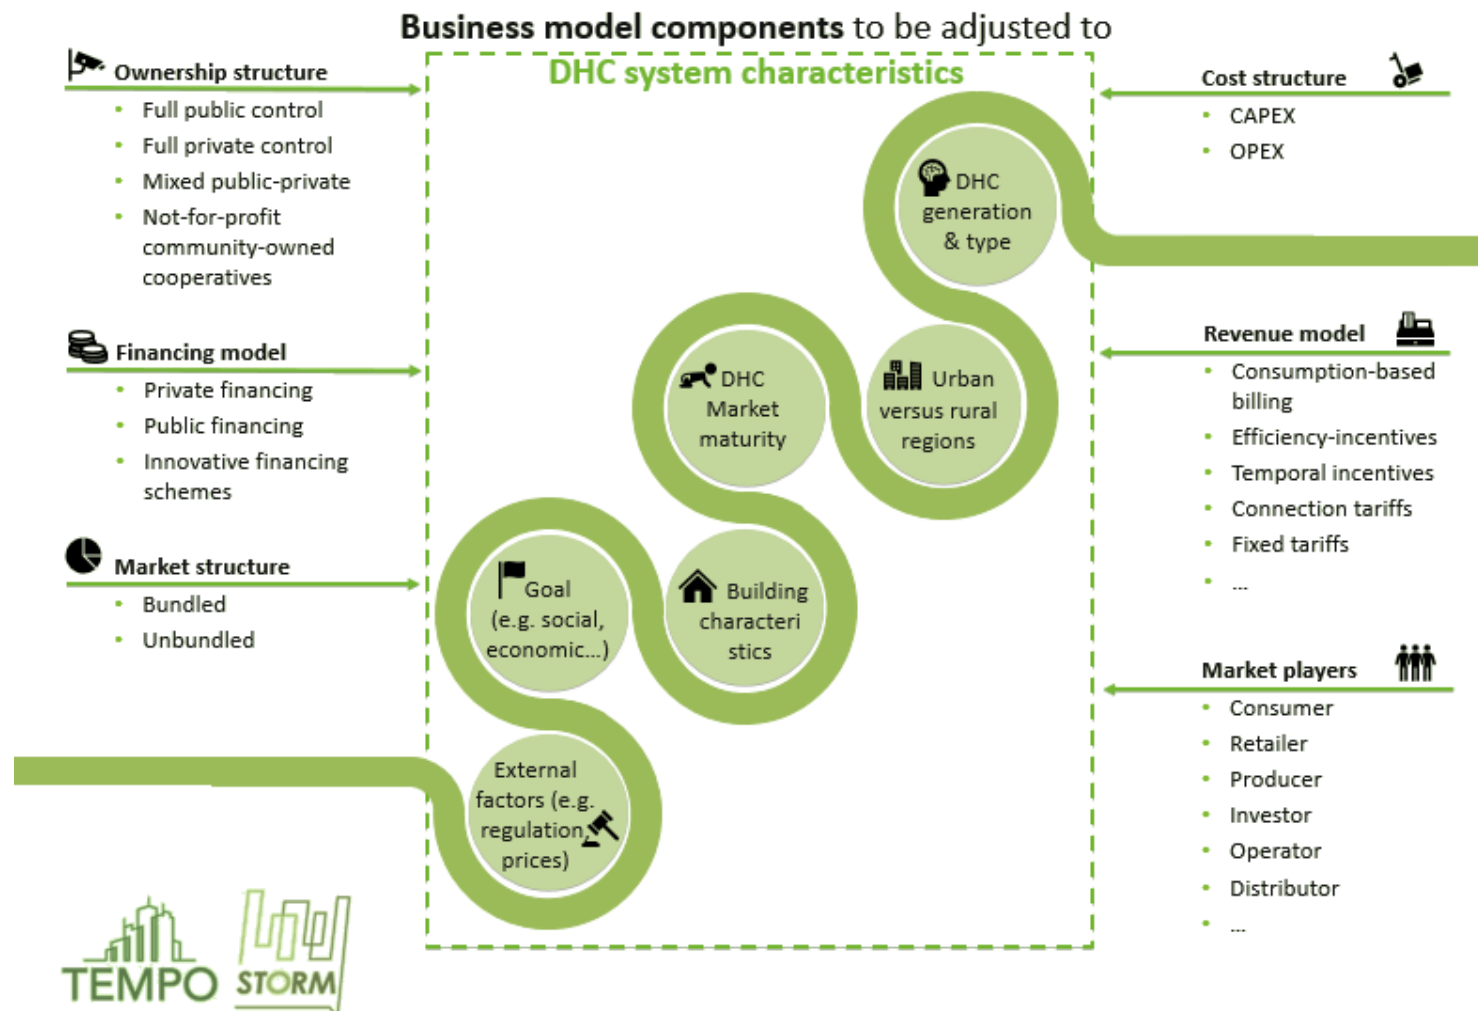 Business model components to be adjusted to
DHC system characteristics
Ownership structure
• Full public control
• Full private control
• Mixed public-private
• Not-for-profit
community-owned
cooperatives
Financing model
• Private financing
• Public financing
• Innovative financing
schemes
Market structure
• Bundled
• Unbundled
DHC
generation
& type
DHC
Market
maturity
Urban
versus rural
regions
Goal
(e.g. social,
economic...)
Building
characteri
stics
External
factors (e.g.
regulation,
prices)
Cost structure
• CAPEX
• OPEX
Revenue model
• Consumption-based
billing
• Efficiency-incentives
• Temporal incentives
• Connection tariffs
• Fixed tariffs
• ...
Market players
• Consumer
• Retailer
• Producer
• Investor
• Operator
• Distributor
• ...
TEMPO
STORM